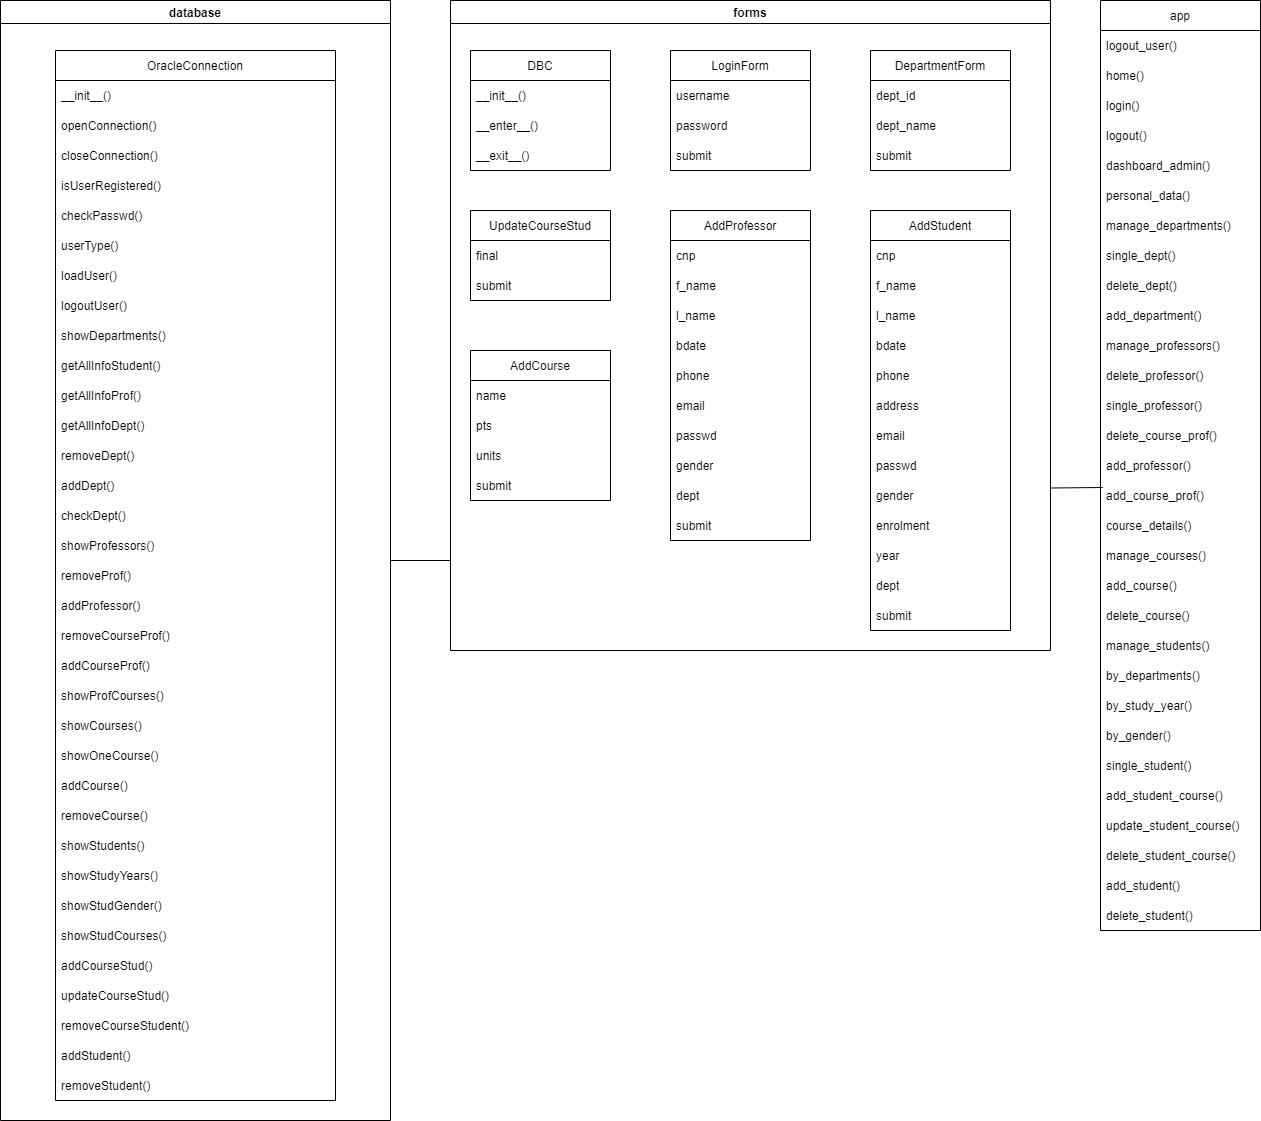 database
OracleConnection
__init__()
openConnection()
closeConnection()
isUserRegistered()
checkPasswd()
userType()
loadUser()
logoutUser()
showDepartments()
getAllInfoStudent()
getAllInfoProf()
getAllInfoDept()
removeDept()
addDept()
checkDept()
showProfessors()
removeProf()
addProfessor()
removeCourseProf()
addCourseProf()
showProfCourses()
showCourses()
showOneCourse()
addCourse()
removeCourse()
showStudents()
showStudyYears()
showStudGender()
showStudCourses()
addCourseStud()
updateCourseStud()
removeCourseStudent()
addStudent()
removeStudent()
forms
DBC
__init__()
__enter__()
__exit__()
LoginForm
username
password
submit
DepartmentForm
dept_id
dept_name
submit
UpdateCourseStud
final
submit
AddCourse
name
pts
units
submit
AddProfessor
cnp
f_name
l_name
bdate
phone
email
passwd
gender
dept
submit
AddStudent
cnp
f_name
l_name
bdate
phone
address
email
passwd
gender
enrolment
year
dept
submit
app
logout_user()
home()
login()
logout()
dashboard_admin()
personal_data()
manage_departments()
single_dept()
delete_dept()
add_department()
manage_professors()
delete_professor()
single_professor()
delete_course_prof()
add_professor()
add_course_prof()
course_details()
manage_courses()
add_course()
delete_course()
manage_students()
by_departments()
by_study_year()
by_gender()
single_student()
add_student_course()
update_student_course()
delete_student_course()
add_student()
delete_student()